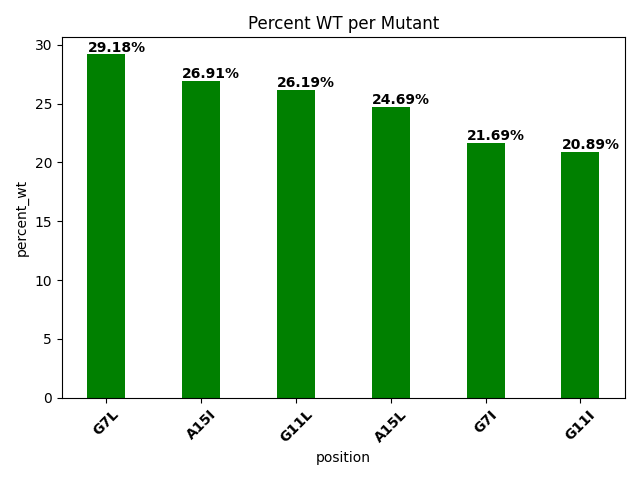 Percent WT per Mutant
percent_wt
30
25
20
15
10
5
0
29.18%
26.91%
26.19%
24.69%
21.69%
20.89%
G7L
A15I
G11L
A15L
G7I
G11I
position